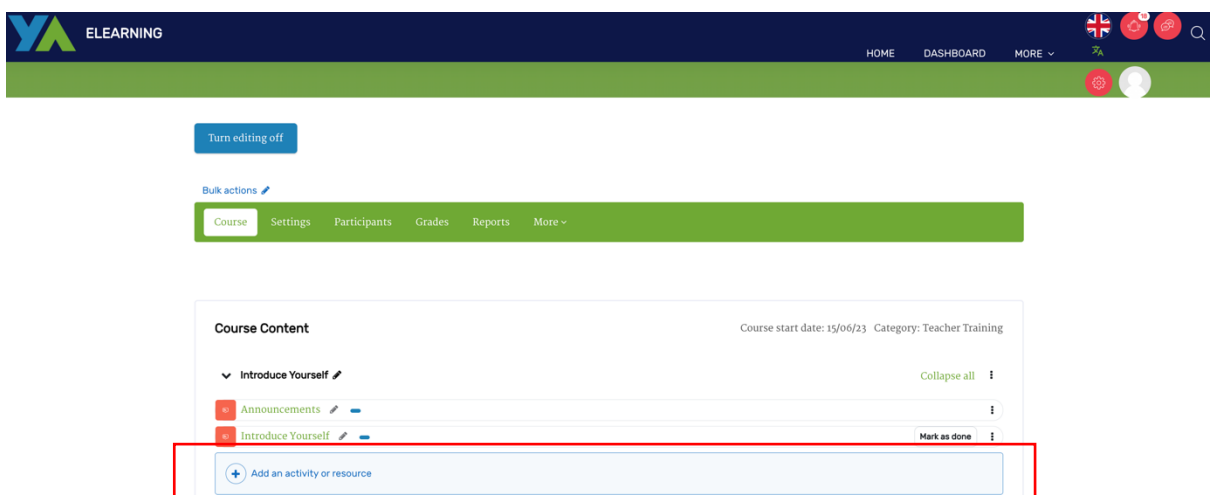 YA ELEARNING
18
HOME DASHBOARD MORE
Turn editing off
Bulk actions
Course Settings Participants Grades Reports More
Course Content
Course start date: 15/06/23 Category: Teacher Training
Introduce Yourself
Collapse all
Announcements
Introduce Yourself
Mark as done
Add an activity or resource